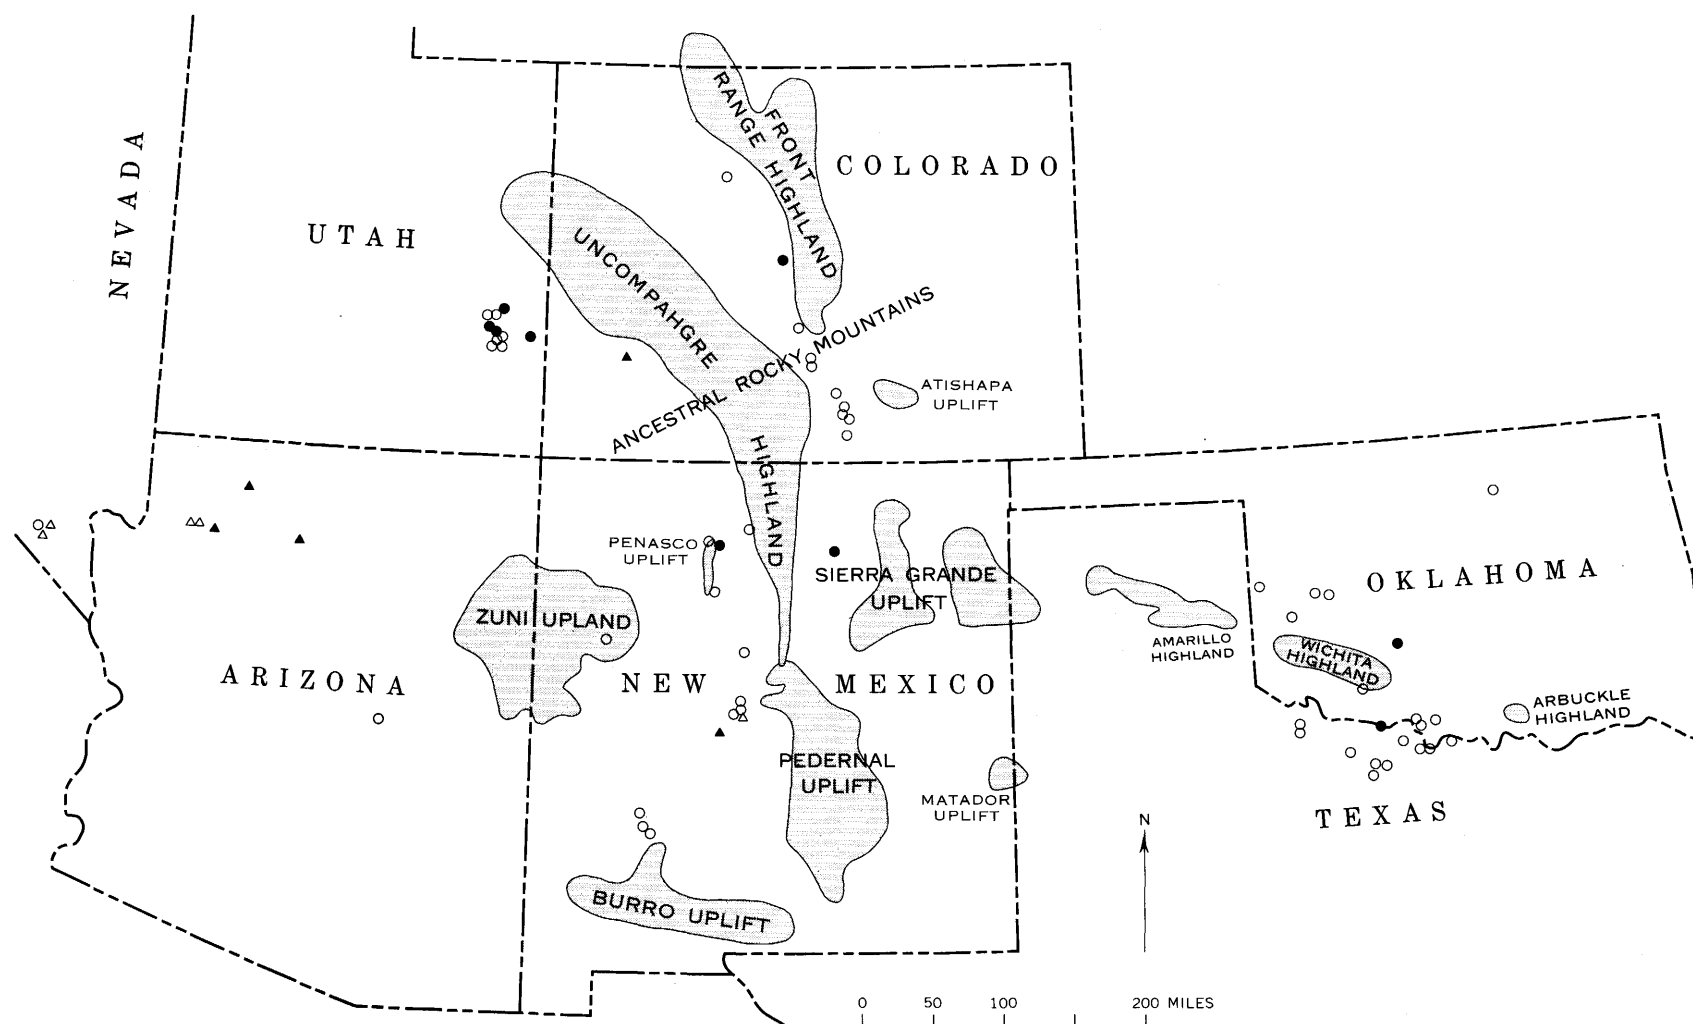 RANGE HIGHLAND
FRONT
COLORADO
NEVADA
UTAH
UNCOMPAHGRE
HIGHLAND
ANCESTRAL ROCKY MOUNTAINS
ATISHAPA
UPLIFT
PENASCO
UPLIFT
SIERRA GRANDE
UPLIFT
OKLAHOMA
ZUNI UPLAND
AMARILLO
HIGHLAND
WICHITA
HIGHLAND
ARIZONA
NEW MEXICO
ARBUCKLE
HIGHLAND
PEDERNAL
UPLIFT
MATADOR
UPLIFT
TEXAS
N
BURRO UPLIFT
0 50 100 200 MILES